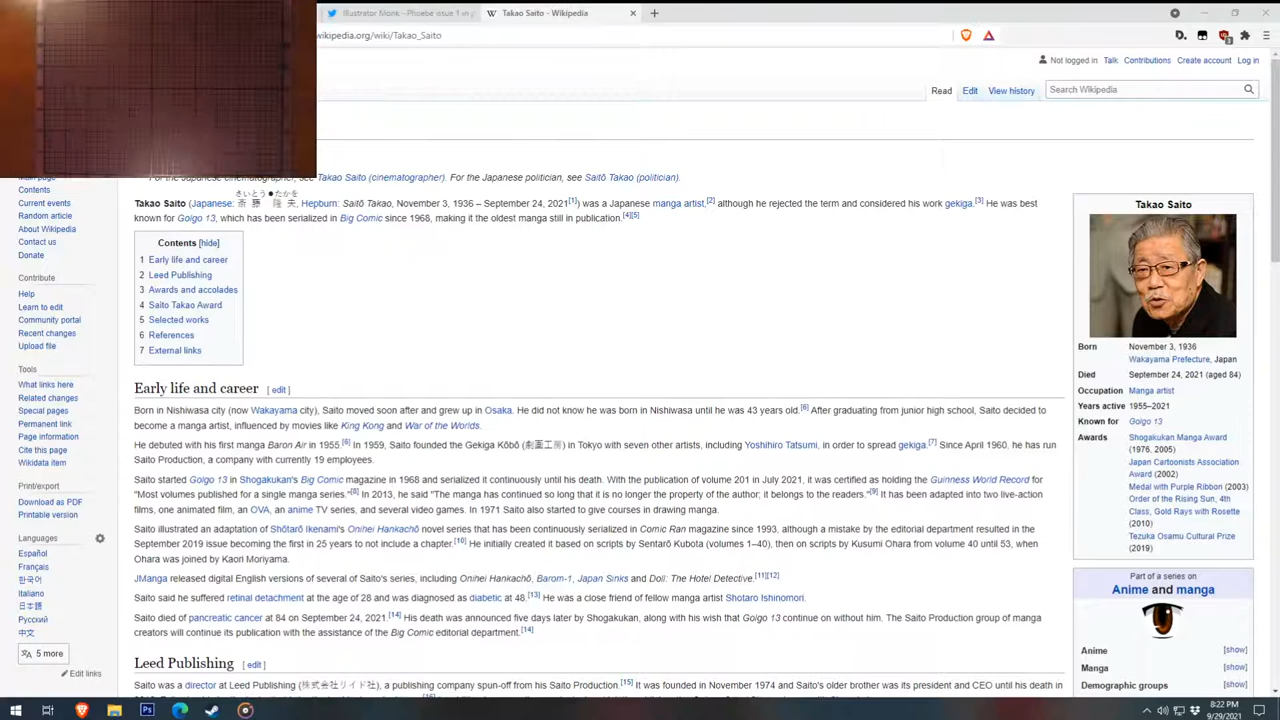 Illustrator Monk - Phoebe issue 1 in p
Takao Saito - Wikipedia
wikipedia.org/wiki/Takao_Saito
Not logged in Talk Contributions Create account Log in
Read Edit View history Search Wikipedia
For the Japanese cinematographer, see Takao Saito (cinematographer). For the Japanese politician, see Saitō Takao (politician).
さいとう たかを
Takao Saito (Japanese: 斎藤 隆夫, Hepburn: Saitō Takao, November 3, 1936 – September 24, 2021[1]) was a Japanese manga artist,[2] although he rejected the term and considered his work gekiga.[3] He was best
known for Golgo 13, which has been serialized in Big Comic since 1968, making it the oldest manga still in publication.[4][5]
Contents [hide]
1 Early life and career
2 Leed Publishing
3 Awards and accolades
4 Saito Takao Award
5 Selected works
6 References
7 External links
Early life and career [ edit ]
Born in Nishiwasa city (now Wakayama city), Saito moved soon after and grew up in Osaka. He did not know he was born in Nishiwasa until he was 43 years old.[6] After graduating from junior high school, Saito decided to
become a manga artist, influenced by movies like King Kong and War of the Worlds.
He debuted with his first manga Baron Air in 1955.[6] In 1959, Saito founded the Gekiga Kōbō (劇画工房) in Tokyo with seven other artists, including Yoshihiro Tatsumi, in order to spread gekiga.[7] Since April 1960, he has run
Saito Production, a company with currently 19 employees.
Saito started Golgo 13 in Shogakukan's Big Comic magazine in 1968 and serialized it continuously until his death. With the publication of volume 201 in July 2021, it was certified as holding the Guinness World Record for
"Most volumes published for a single manga series."[8] In 2013, he said "The manga has continued so long that it is no longer the property of the author; it belongs to the readers."[9] It has been adapted into two live-action
films, one animated film, an OVA, an anime TV series, and several video games. In 1971 Saito also started to give courses in drawing manga.
Saito illustrated an adaptation of Shōtarō Ikenami's Onihei Hankachō novel series that has been continuously serialized in Comic Ran magazine since 1993, although a mistake by the editorial department resulted in the
September 2019 issue becoming the first in 25 years to not include a chapter.[10] He initially created it based on scripts by Sentarō Kubota (volumes 1–40), then on scripts by Kusumi Ohara from volume 40 until 53, when
Ohara was joined by Kaori Moriyama.
JManga released digital English versions of several of Saito's series, including Onihei Hankachō, Barom-1, Japan Sinks and Doll: The Hotel Detective.[11][12]
Saito said he suffered retinal detachment at the age of 28 and was diagnosed as diabetic at 48.[13] He was a close friend of fellow manga artist Shotaro Ishinomori.
Saito died of pancreatic cancer at 84 on September 24, 2021.[14] His death was announced five days later by Shogakukan, along with his wish that Golgo 13 continue on without him. The Saito Production group of manga
creators will continue its publication with the assistance of the Big Comic editorial department.[14]
Leed Publishing [ edit ]
Saito was a director at Leed Publishing (株式会社リイド社), a publishing company spun-off from his Saito Production.[15] It was founded in November 1974 and Saito's older brother was its president and CEO until his death in
Main page
Contents
Current events
Random article
About Wikipedia
Contact us
Donate
Contribute
Help
Learn to edit
Community portal
Recent changes
Upload file
Tools
What links here
Related changes
Special pages
Permanent link
Page information
Cite this page
Wikidata item
Print/export
Download as PDF
Printable version
Languages
Español
Français
한국어
Italiano
日本語
Русский
中文
5 more
Edit links
Takao Saito
Born November 3, 1936
Wakayama Prefecture, Japan
Died September 24, 2021 (aged 84)
Occupation Manga artist
Years active 1955–2021
Known for Golgo 13
Awards Shogakukan Manga Award
(1976, 2005)
Japan Cartoonists Association
Award (2002)
Medal with Purple Ribbon (2003)
Order of the Rising Sun, 4th
Class, Gold Rays with Rosette
(2010)
Tezuka Osamu Cultural Prize
(2019)
Part of a series on
Anime and manga
Anime [show]
Manga [show]
Demographic groups [show]
8:22 PM
9/29/2021